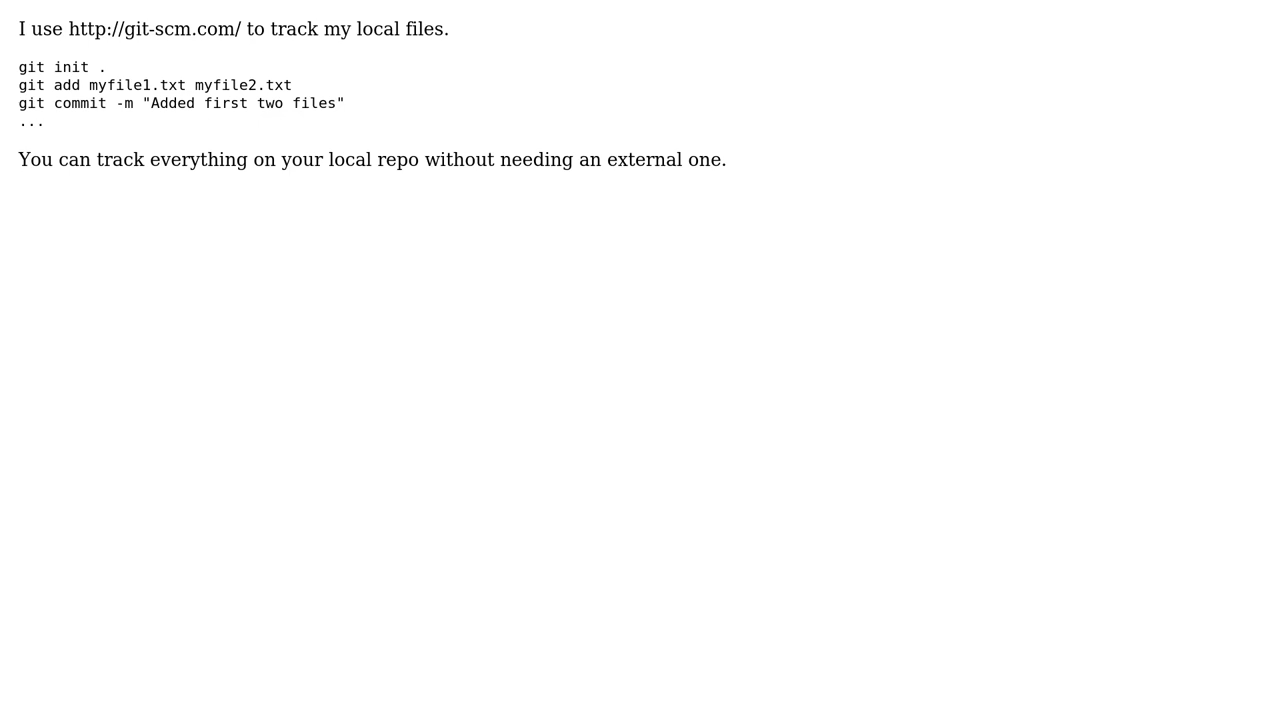 I use http://git-scm.com/ to track my local files.
git init .
git add myfile1.txt myfile2.txt
git commit -m "Added first two files"
...
You can track everything on your local repo without needing an external one.